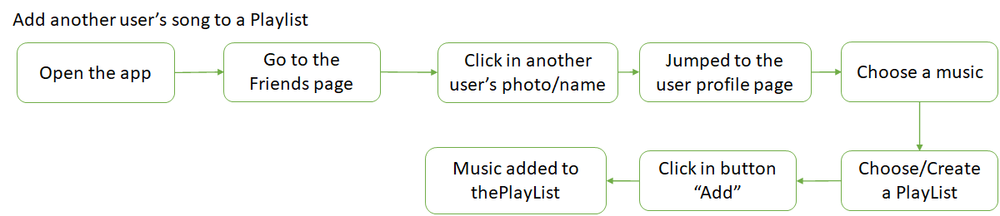 Add another user's song to a Playlist
Open the app
Go to the
Friends page
Click in another
user's photo/name
Jumped to the
user profile page
Choose a music
Choose/Create
a PlayList
Click in button
“Add”
Music added to
thePlayList